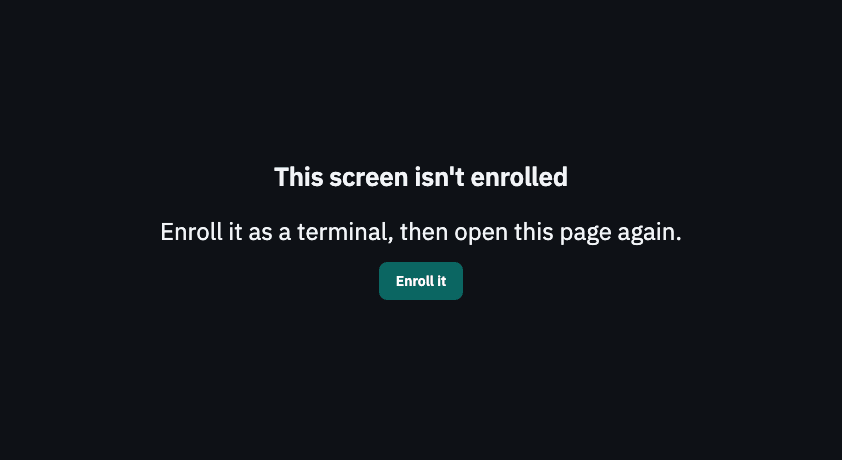 This screen isn't enrolled
Enroll it as a terminal, then open this page again.
Enroll it